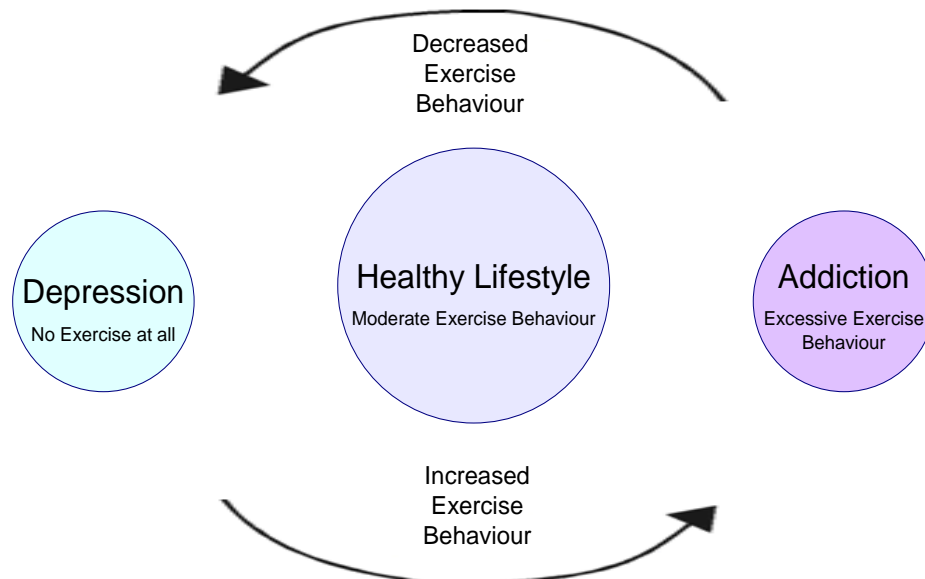 Decreased
Exercise
Behaviour
Depression
No Exercise at all
Healthy Lifestyle
Moderate Exercise Behaviour
Addiction
Excessive Exercise
Behaviour
Increased
Exercise
Behaviour